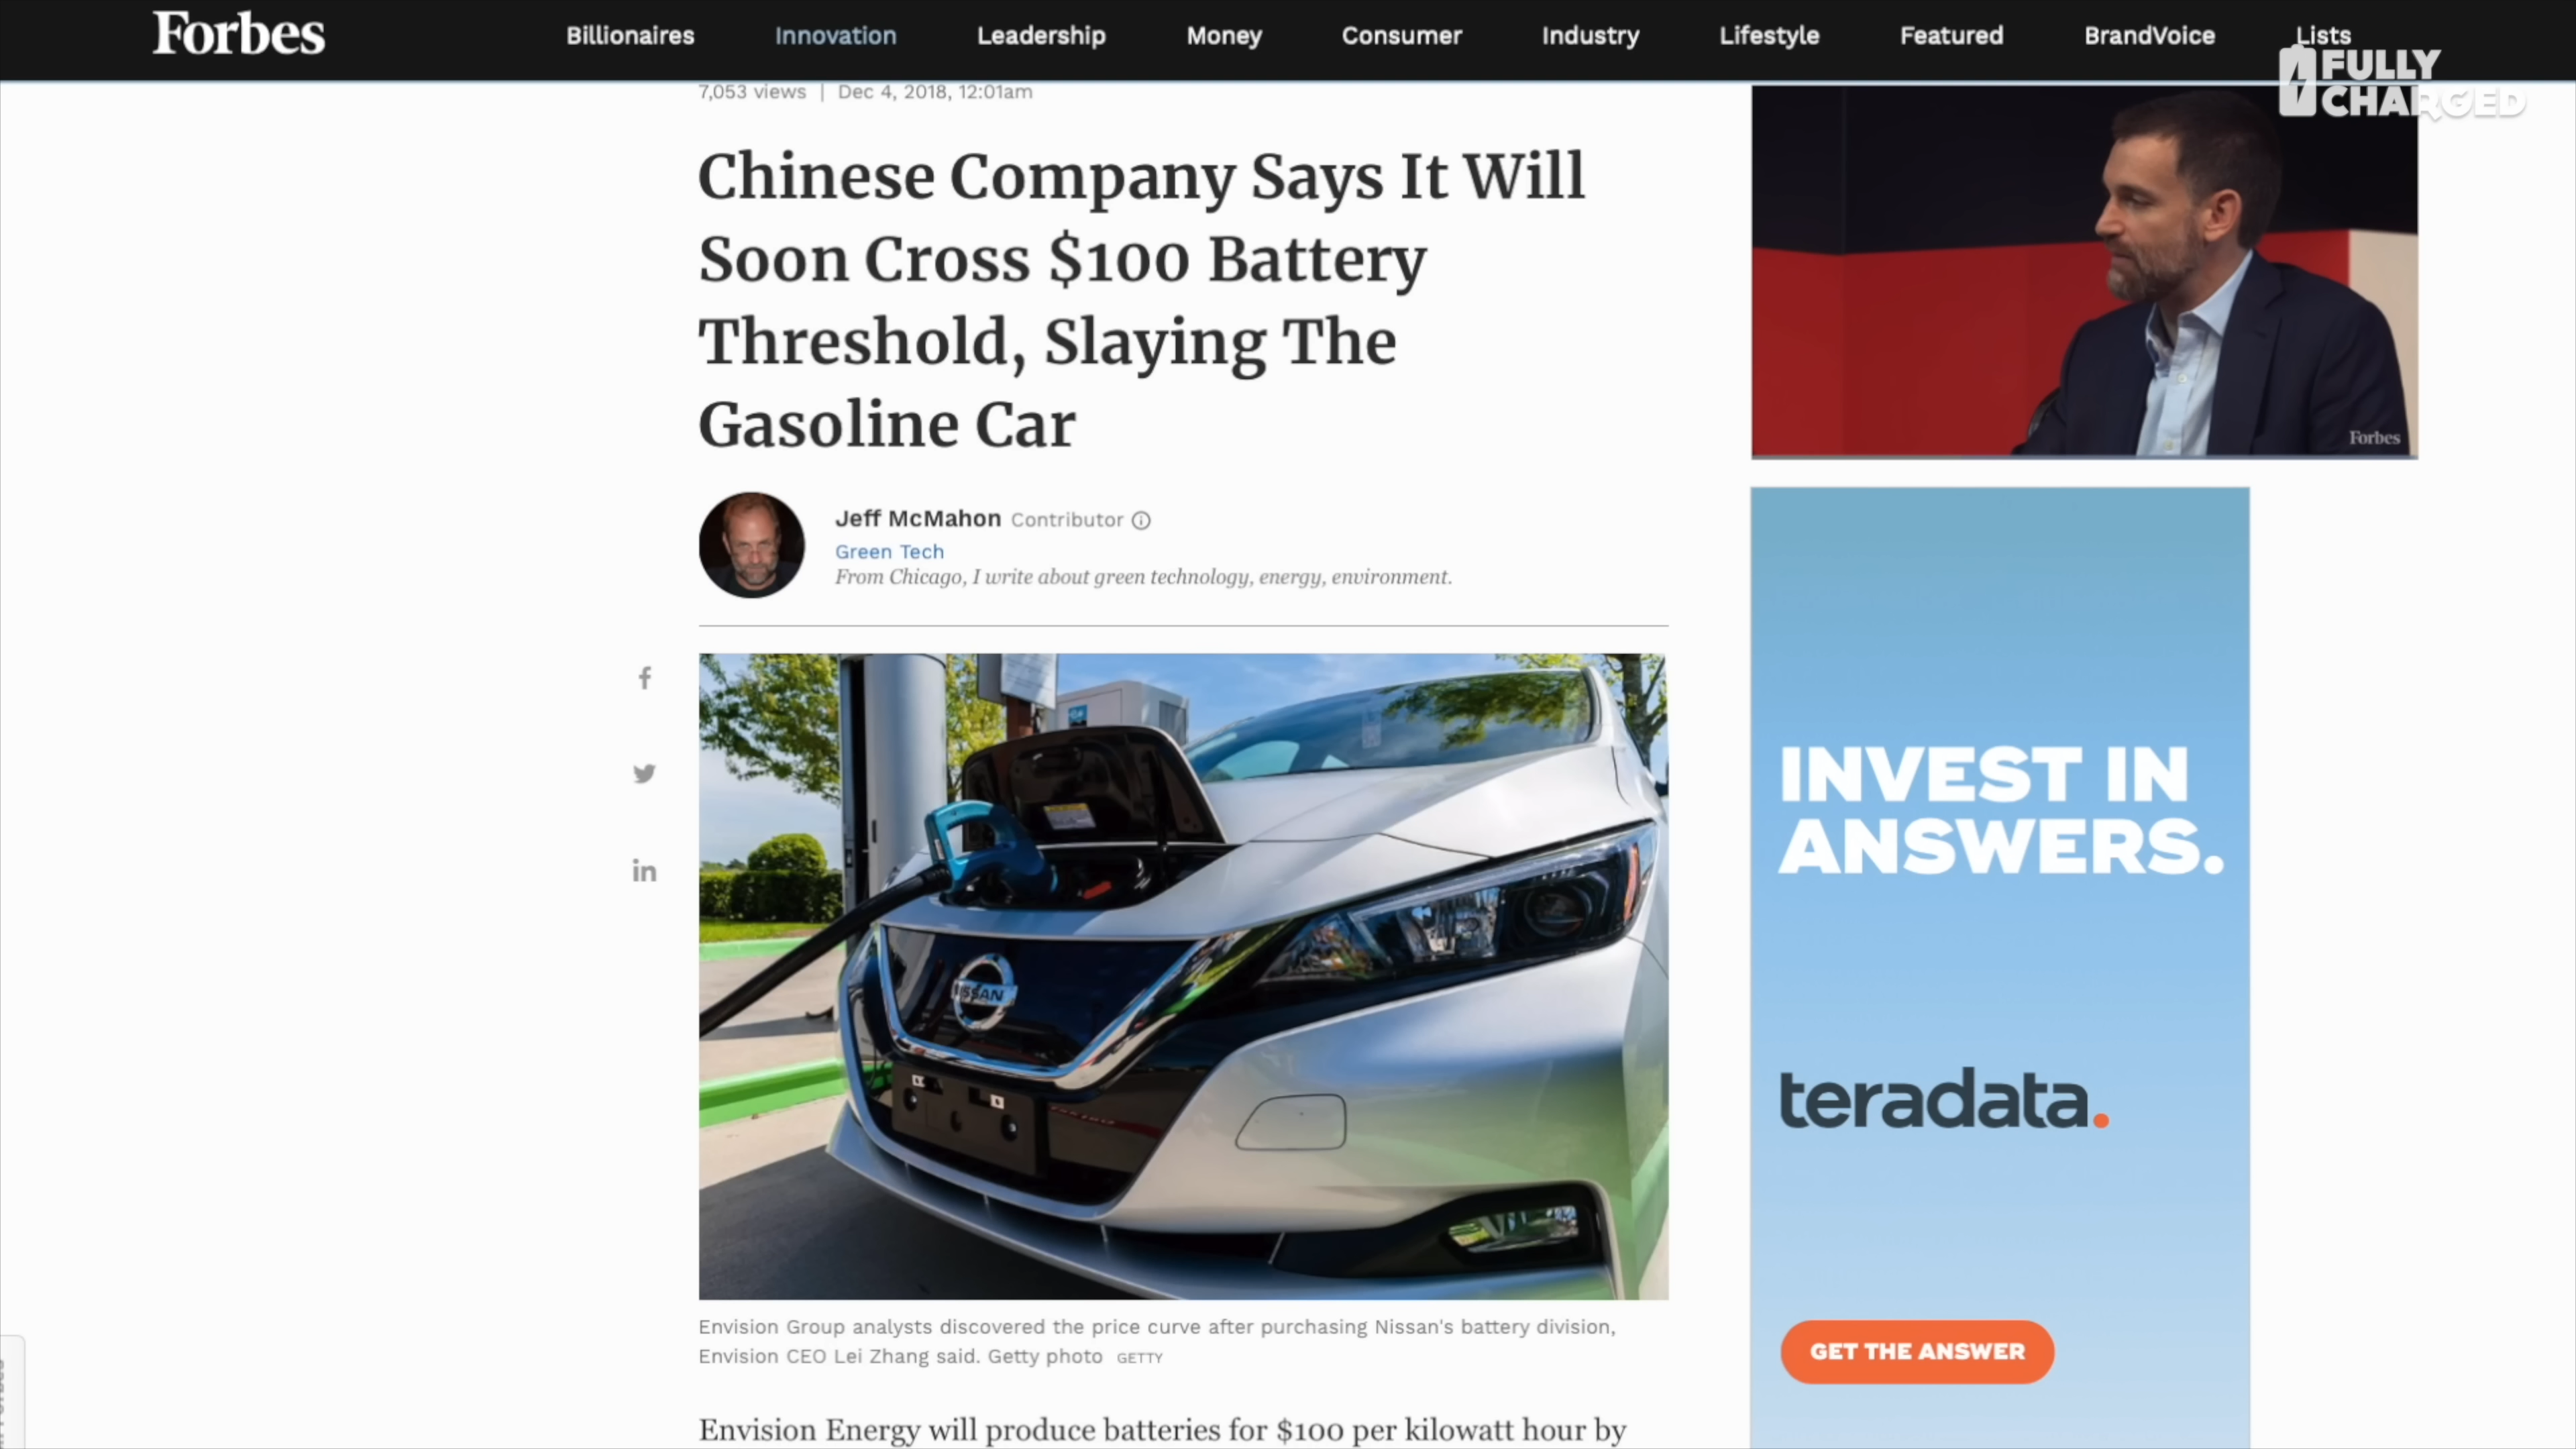 Forbes
Billionaires Innovation Leadership Money Consumer Industry Lifestyle Featured BrandVoice Lists
FULLY
CHARGED
7,053 views | Dec 4, 2018, 12:01am
Chinese Company Says It Will
Soon Cross $100 Battery
Threshold, Slaying The
Gasoline Car
Forbes
Jeff McMahon Contributor
Green Tech
From Chicago, I write about green technology, energy, environment.
f
in
NISSAN
INVEST IN
ANSWERS.
teradata.
GET THE ANSWER
Envision Group analysts discovered the price curve after purchasing Nissan's battery division,
Envision CEO Lei Zhang said. Getty photo GETTY
Envision Energy will produce batteries for $100 per kilowatt hour by